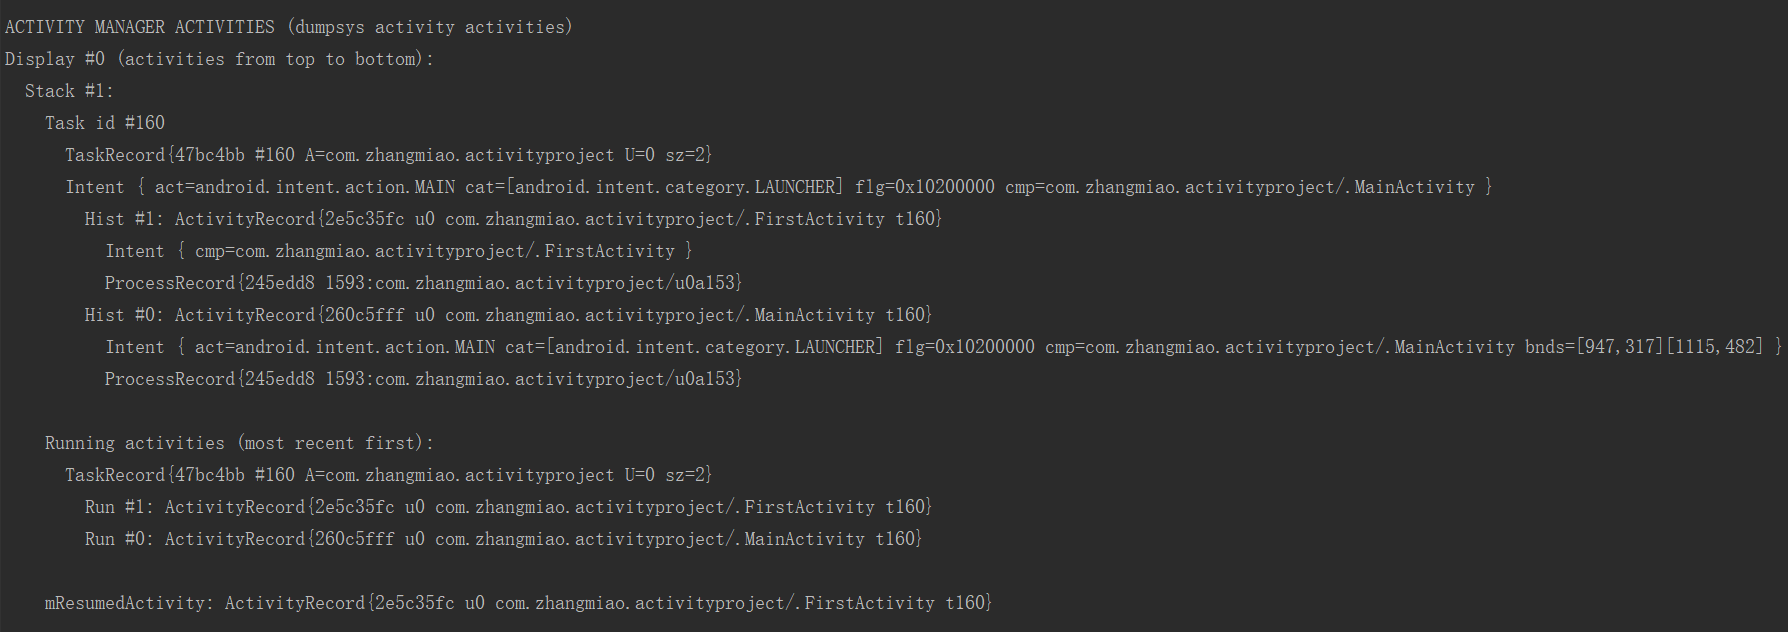 ACTIVITY MANAGER ACTIVITIES (dumpsys activity activities)
Display #0 (activities from top to bottom):
Stack #1:
Task id #160
TaskRecord{47bc4bb #160 A=com.zhangmiao.activityproject U=0 sz=2}
Intent { act=android.intent.action.MAIN cat=[android.intent.category.LAUNCHER] flg=0x10200000 cmp=com.zhangmiao.activityproject/.MainActivity }
Hist #1: ActivityRecord{2e5c35fc u0 com.zhangmiao.activityproject/.FirstActivity t160}
Intent { cmp=com.zhangmiao.activityproject/.FirstActivity }
ProcessRecord{245edd8 1593:com.zhangmiao.activityproject/u0a153}
Hist #0: ActivityRecord{260c5fff u0 com.zhangmiao.activityproject/.MainActivity t160}
Intent { act=android.intent.action.MAIN cat=[android.intent.category.LAUNCHER] flg=0x10200000 cmp=com.zhangmiao.activityproject/.MainActivity bnds=[947,317][1115,482] }
ProcessRecord{245edd8 1593:com.zhangmiao.activityproject/u0a153}
Running activities (most recent first):
TaskRecord{47bc4bb #160 A=com.zhangmiao.activityproject U=0 sz=2}
Run #1: ActivityRecord{2e5c35fc u0 com.zhangmiao.activityproject/.FirstActivity t160}
Run #0: ActivityRecord{260c5fff u0 com.zhangmiao.activityproject/.MainActivity t160}
mResumedActivity: ActivityRecord{2e5c35fc u0 com.zhangmiao.activityproject/.FirstActivity t160}